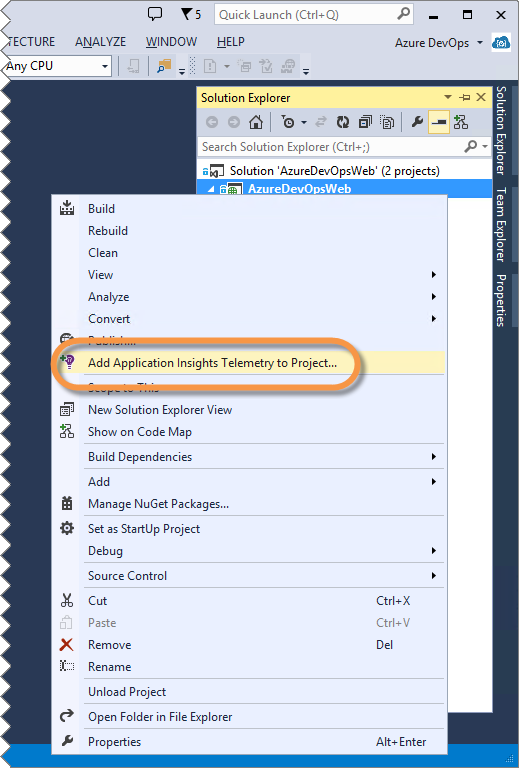 5
Quick Launch (Ctrl+Q)
TECTURE ANALYZE WINDOW HELP
Azure DevOps
Any CPU
Solution Explorer
Search Solution Explorer (Ctrl+;)
Solution 'AzureDevOpsWeb' (2 projects)
AzureDevOpsWeb
Build
Rebuild
Clean
View
Analyze
Convert
Publish...
Add Application Insights Telemetry to Project...
Scope to This
New Solution Explorer View
Show on Code Map
Build Dependencies
Add
Manage NuGet Packages...
Set as StartUp Project
Debug
Source Control
Cut Ctrl+X
Paste Ctrl+V
Remove Del
Rename
Unload Project
Open Folder in File Explorer
Properties Alt+Enter
Solution Explorer
Team Explorer
Properties